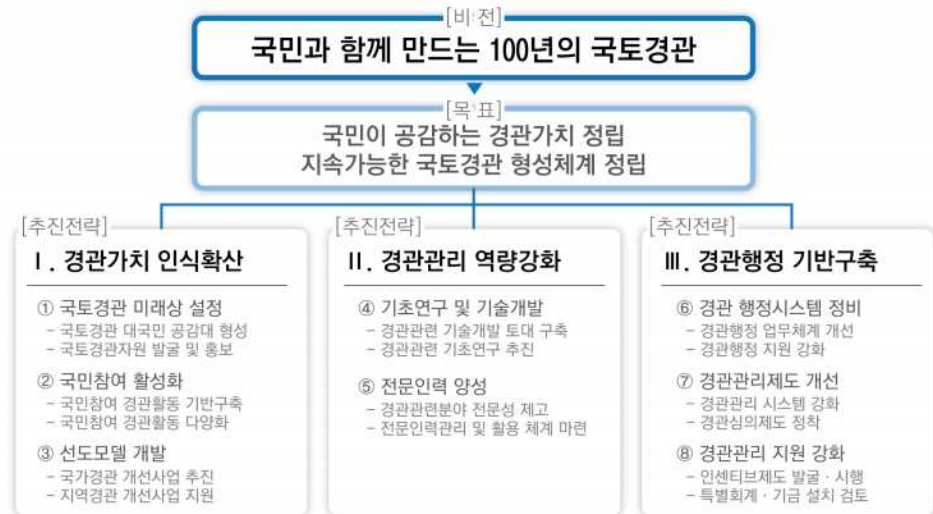 [비 전]
국민과 함께 만드는 100년의 국토경관
[목 표]
국민이 공감하는 경관가치 정립
지속가능한 국토경관 형성체계 정립
[추진전략]
Ⅰ. 경관가치 인식확산
① 국토경관 미래상 설정
- 국토경관 대국민 공감대 형성
- 국토경관자원 발굴 및 홍보
② 국민참여 활성화
- 국민참여 경관활동 기반구축
- 국민참여 경관활동 다양화
③ 선도모델 개발
- 국가경관 개선사업 추진
- 지역경관 개선사업 지원
[추진전략]
Ⅱ. 경관관리 역량강화
④ 기초연구 및 기술개발
- 경관관련 기술개발 토대 구축
- 경관관련 기초연구 추진
⑤ 전문인력 양성
- 경관관련분야 전문성 제고
- 전문인력관리 및 활용 체계 마련
[추진전략]
Ⅲ. 경관행정 기반구축
⑥ 경관 행정시스템 정비
- 경관행정 업무체계 개선
- 경관행정 지원 강화
⑦ 경관관리제도 개선
- 경관관리 시스템 강화
- 경관심의제도 정착
⑧ 경관관리 지원 강화
- 인센티브제도 발굴 · 시행
- 특별회계 · 기금 설치 검토